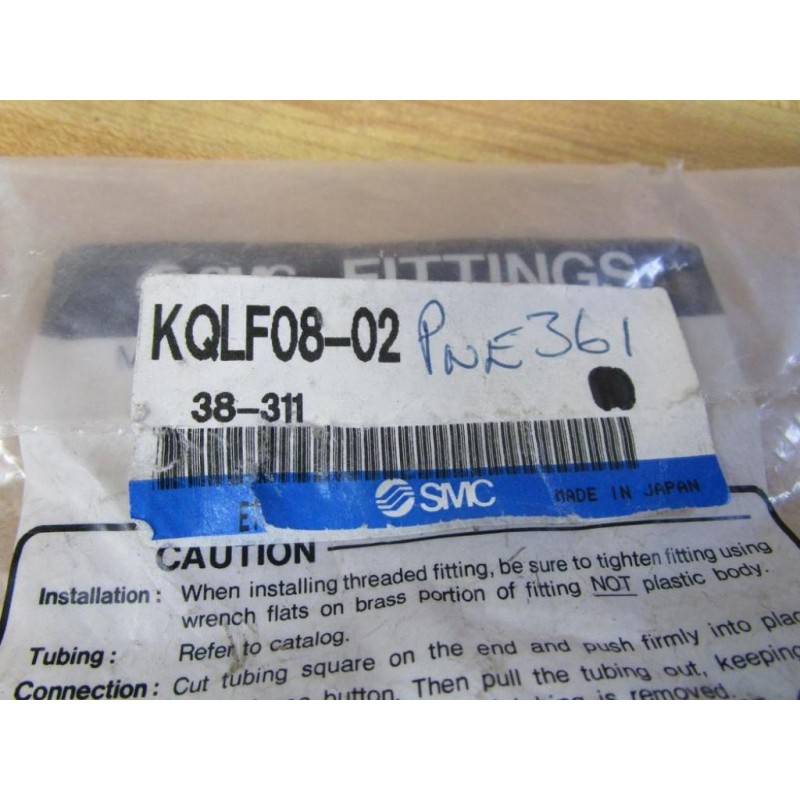 SMC FITTINGS
KQLF08-02 PNE361
38-311
SMC MADE IN JAPAN
CAUTION
Installation: When installing threaded fitting, be sure to tighten fitting using
wrench flats on brass portion of fitting NOT plastic body.
Tubing: Refer to catalog.
Connection: Cut tubing square on the end and push firmly into plac
button. Then pull the tubing out, keeping
is removed.